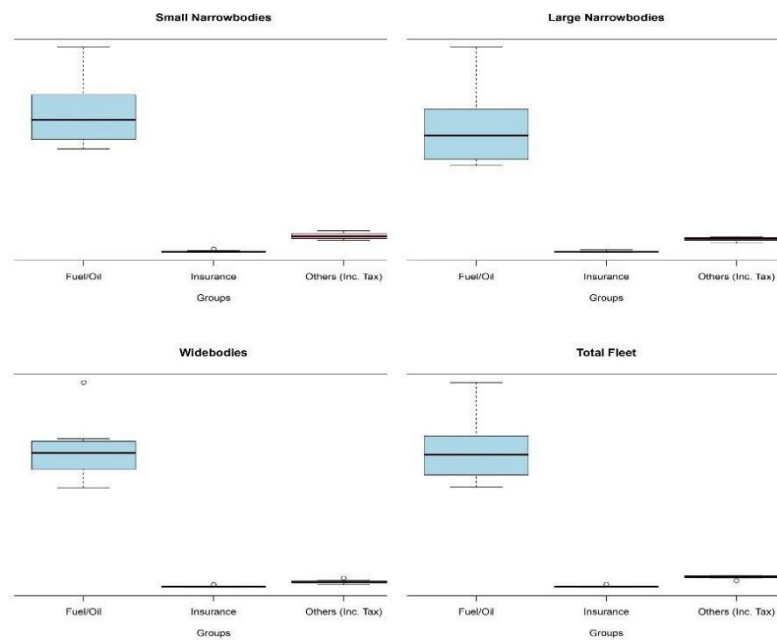 Small Narrowbodies
Fuel/Oil Insurance Others (Inc. Tax)
Groups
Large Narrowbodies
Fuel/Oil Insurance Others (Inc. Tax)
Groups
Widebodies
Fuel/Oil Insurance Others (Inc. Tax)
Groups
Total Fleet
Fuel/Oil Insurance Others (Inc. Tax)
Groups